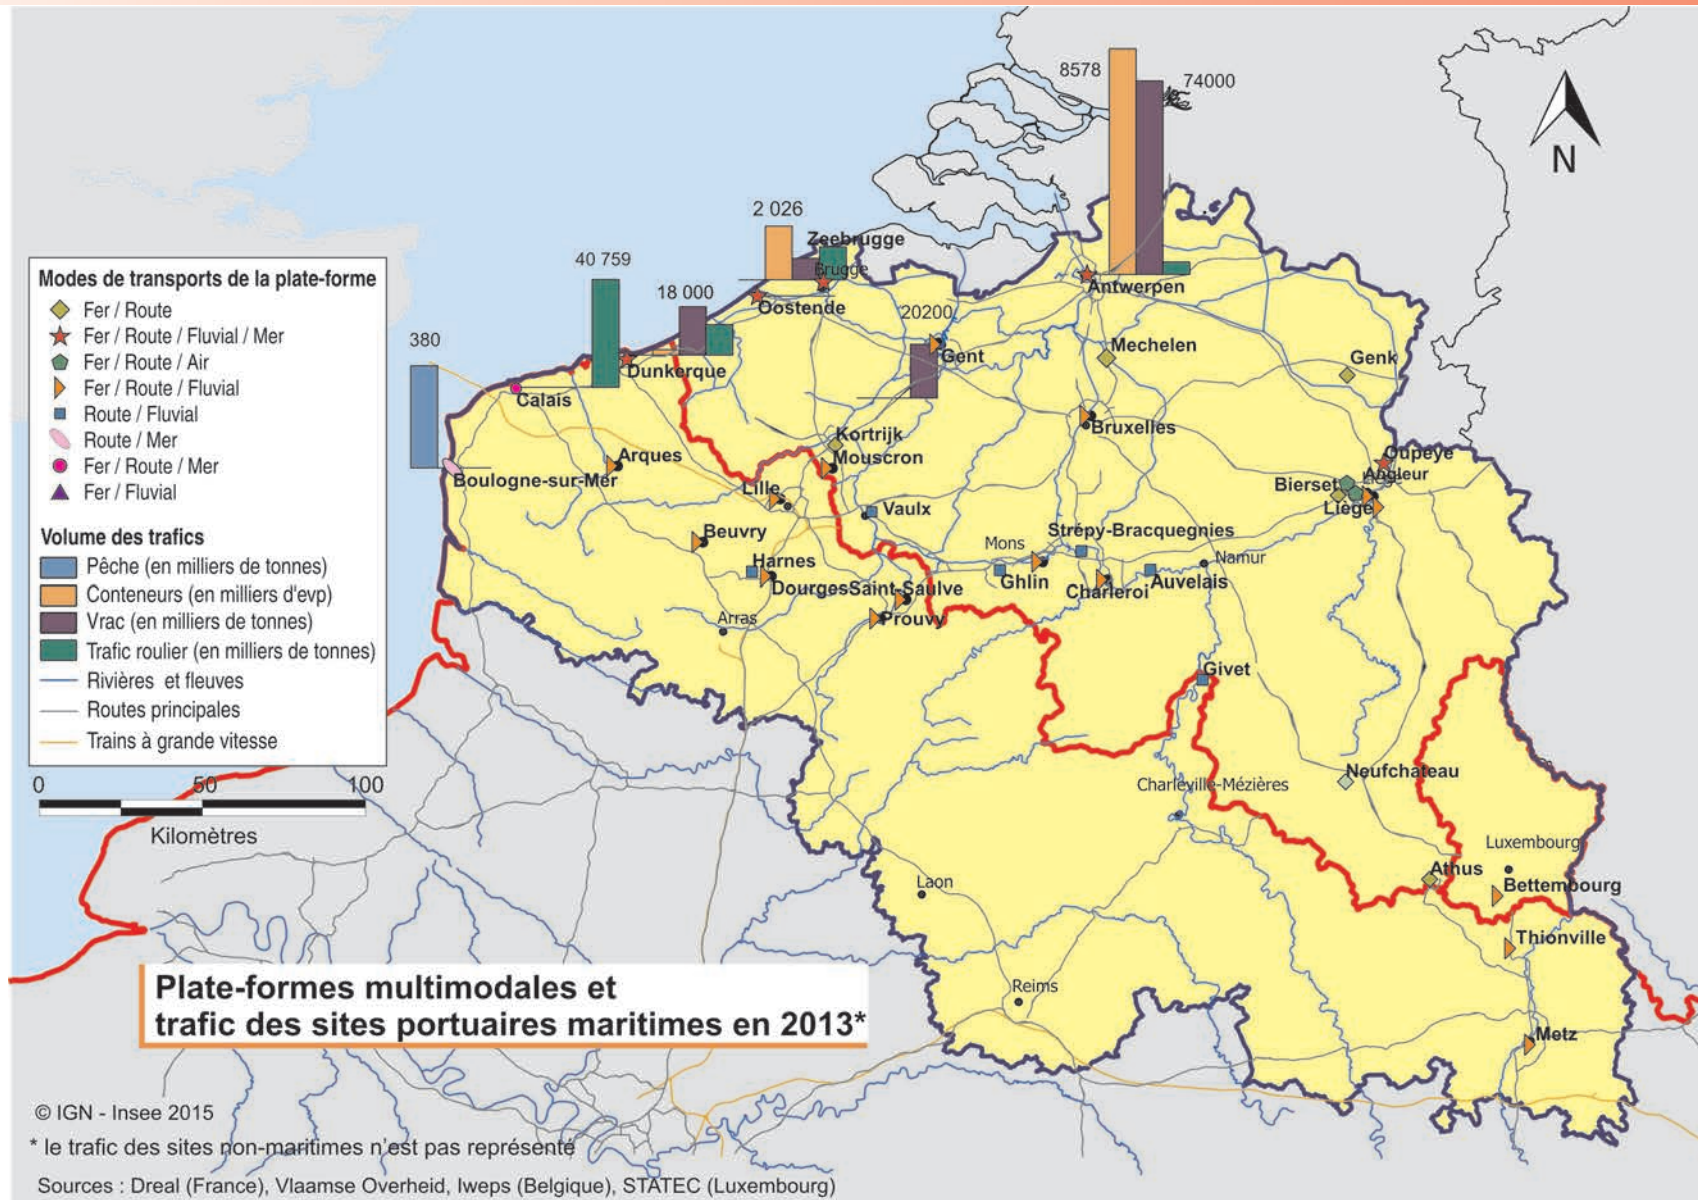 8578
74000
N
2 026
Zeebrugge
Brugge
40 759
18 000
Oostende
Antwerpen
20200
380
Gent
Mechelen
Genk
Dunkerque
Calais
Bruxelles
Kortrijk
Mouscron
Arques
Boulogne-sur-Mer
Lille
Oupeye
Angleur
Bierset
Liège
Vaulx
Beuvry
Strépy-Bracquegnies
Mons
Namur
Harnes
Ghlin
Charleroi
Auvelais
Dourges
Saint-Saulve
Arras
Prouvy
Givet
Neufchateau
Charleville-Mézières
Luxembourg
Laon
Athus
Bettembourg
Thionville
Reims
Metz
Modes de transports de la plate-forme
Fer / Route
Fer / Route / Fluvial / Mer
Fer / Route / Air
Fer / Route / Fluvial
Route / Fluvial
Route / Mer
Fer / Route / Mer
Fer / Fluvial
Volume des trafics
Pêche (en milliers de tonnes)
Conteneurs (en milliers d'evp)
Vrac (en milliers de tonnes)
Trafic roulier (en milliers de tonnes)
Rivières et fleuves
Routes principales
Trains à grande vitesse
0 50 100
Kilomètres
Plate-formes multimodales et
trafic des sites portuaires maritimes en 2013*
© IGN - Insee 2015
* le trafic des sites non-maritimes n'est pas représenté
Sources : Dreal (France), Vlaamse Overheid, Iweps (Belgique), STATEC (Luxembourg)